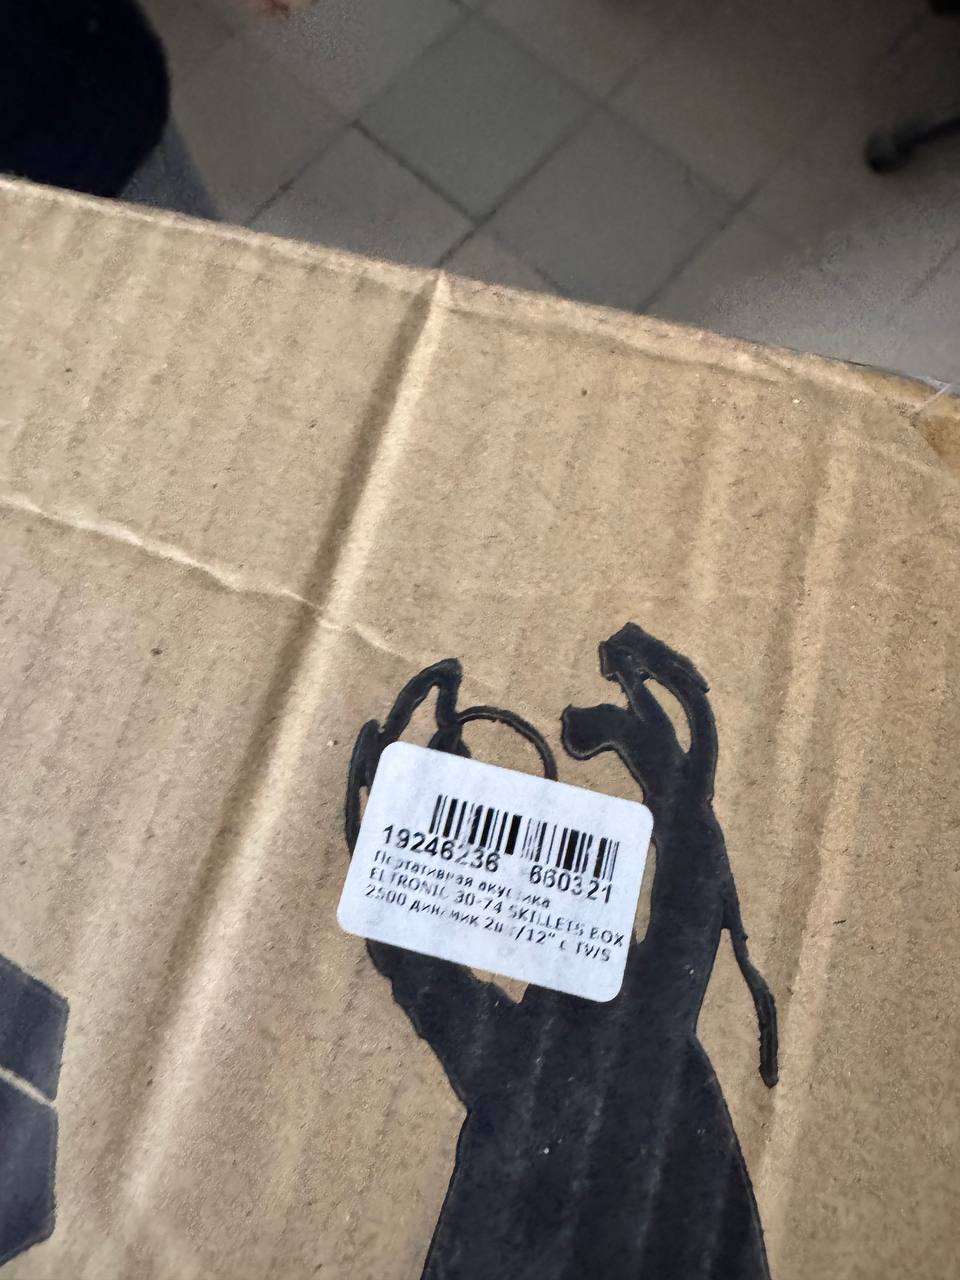 19246236 660321
Портативная акустика
ELTRONIC 30-74 SKILLETS BOX
2500 динамик 2шт/12" с TWS